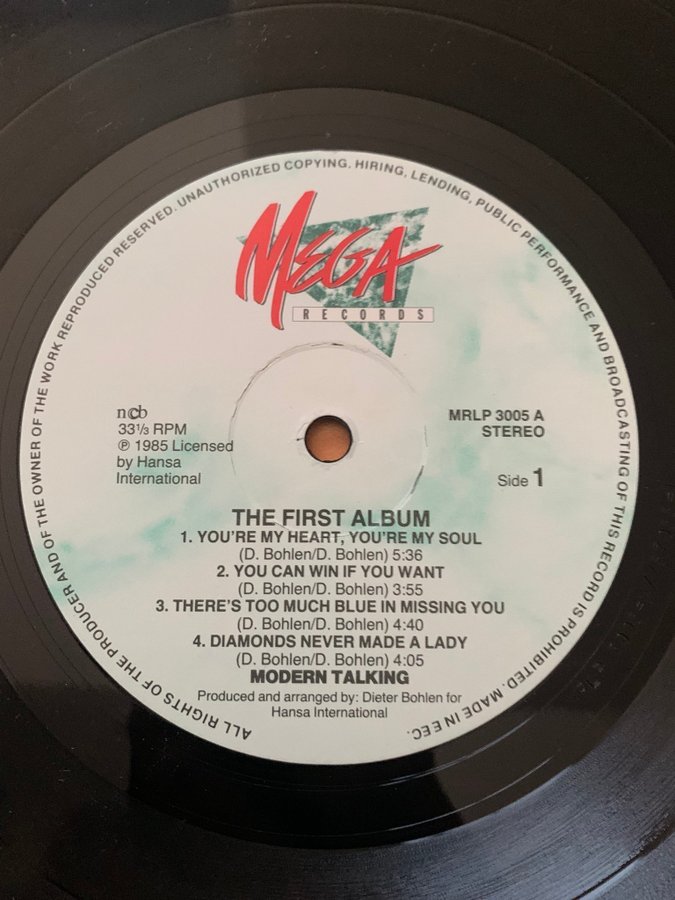 ALL RIGHTS OF THE PRODUCER AND OF THE OWNER OF THE WORK REPRODUCED RESERVED. UNAUTHORIZED COPYING, HIRING, LENDING, PUBLIC PERFORMANCE AND BROADCASTING OF THIS RECORD IS PROHIBITED. MADE IN EEC.
MEGA
RECORDS
ncb
33⅓ RPM
℗ 1985 Licensed
by Hansa
International
MRLP 3005 A
STEREO
Side 1
THE FIRST ALBUM
1. YOU'RE MY HEART, YOU'RE MY SOUL
(D. Bohlen/D. Bohlen) 5:36
2. YOU CAN WIN IF YOU WANT
(D. Bohlen/D. Bohlen) 3:55
3. THERE'S TOO MUCH BLUE IN MISSING YOU
(D. Bohlen/D. Bohlen) 4:40
4. DIAMONDS NEVER MADE A LADY
(D. Bohlen/D. Bohlen) 4:05
MODERN TALKING
Produced and arranged by: Dieter Bohlen for
Hansa International